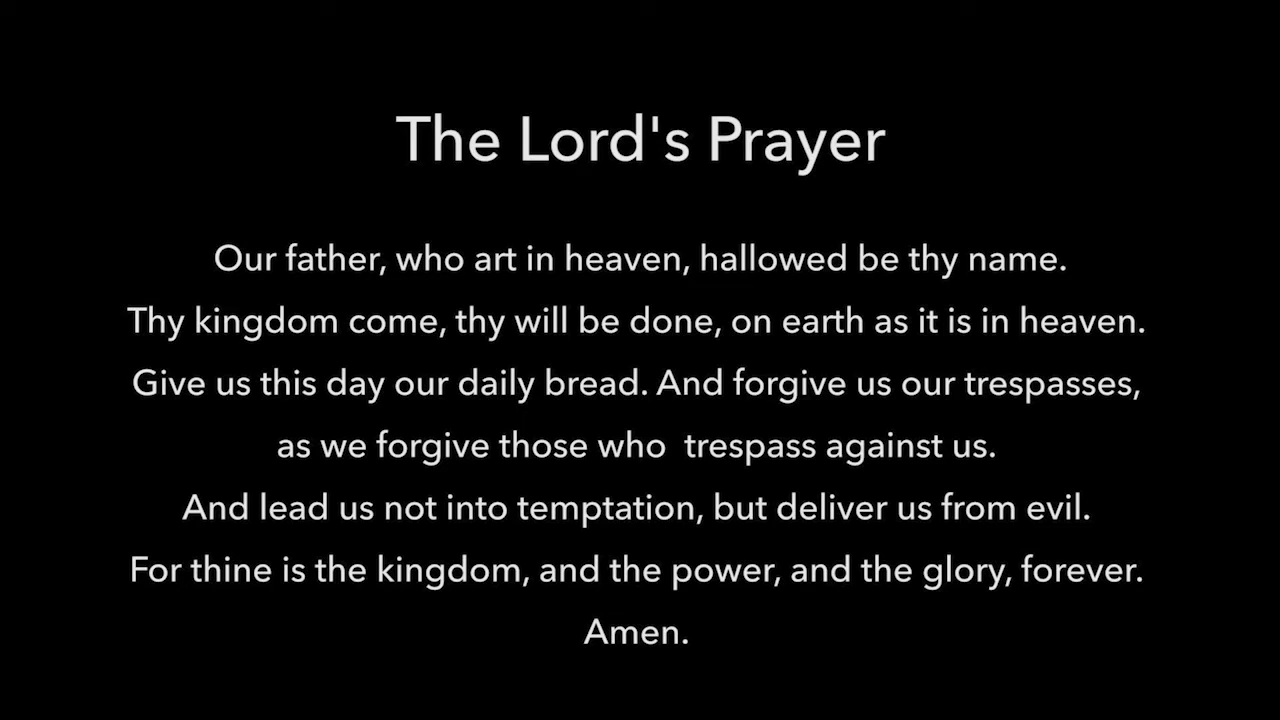 The Lord's Prayer
Our father, who art in heaven, hallowed be thy name.
Thy kingdom come, thy will be done, on earth as it is in heaven.
Give us this day our daily bread. And forgive us our trespasses,
as we forgive those who  trespass against us.
And lead us not into temptation, but deliver us from evil.
For thine is the kingdom, and the power, and the glory, forever.
Amen.